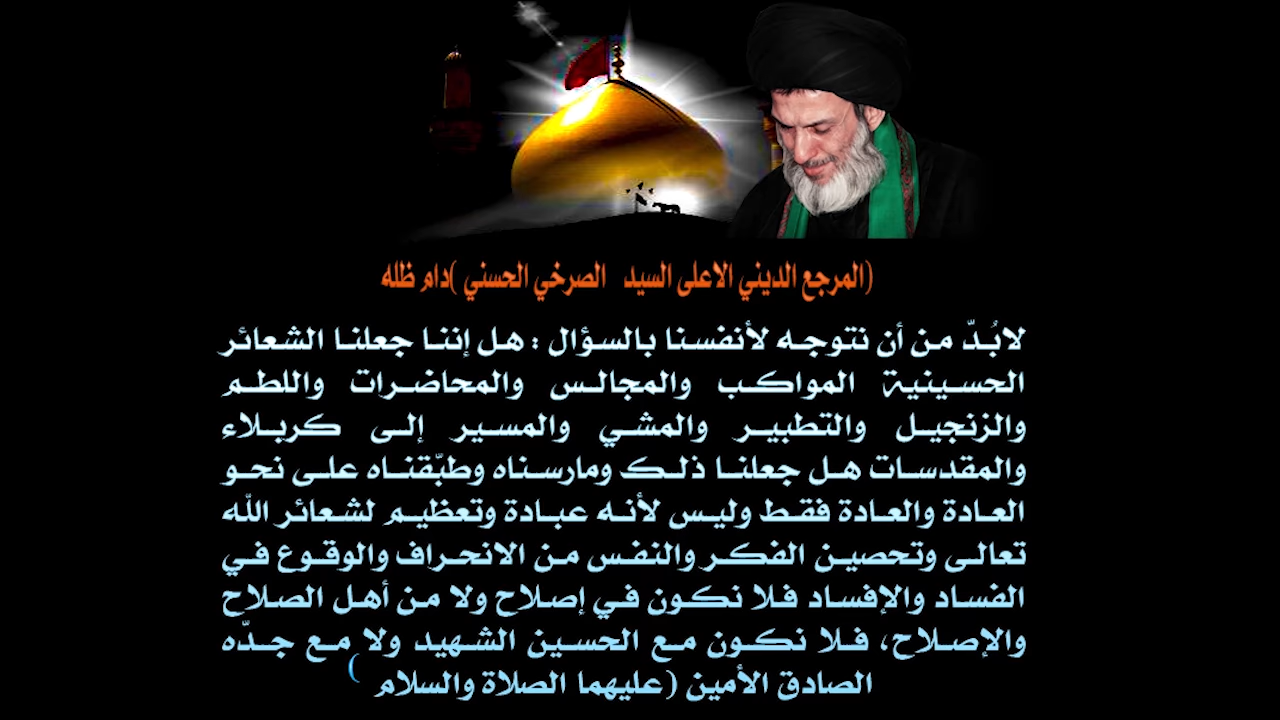 (المرجع الديني الاعلى السيد الصرخي الحسني )دام ظله
لابُدّ من أن نتوجه لأنفسنا بالسؤال : هل إننا جعلنا الشعائر
الحسينية المواكب والمجالس والمحاضرات واللطم
والزنجيل والتطبير والمشي والمسير إلى كربلاء
والمقدسات هل جعلنا ذلك ومارسناه وطبّقناه على نحو
العادة والعادة فقط وليس لأنه عبادة وتعظيم لشعائر الله
تعالى وتحصين الفكر والنفس من الانحراف والوقوع في
الفساد والإفساد فلا نكون في إصلاح ولا من أهل الصلاح
والإصلاح، فلا نكون مع الحسين الشهيد ولا مع جدّه
الصادق الأمين (عليهما الصلاة والسلام )